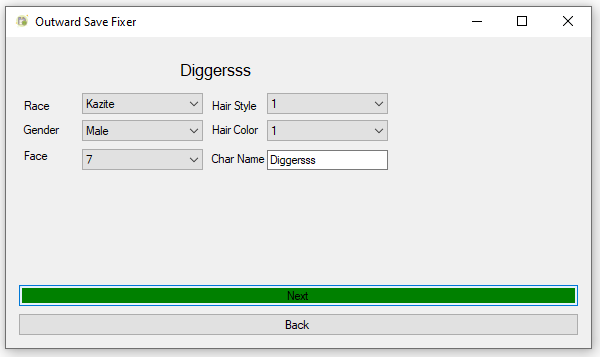 Outward Save Fixer
Diggersss
Race Kazite Hair Style 1
Gender Male Hair Color 1
Face 7 Char Name Diggersss
Next
Back